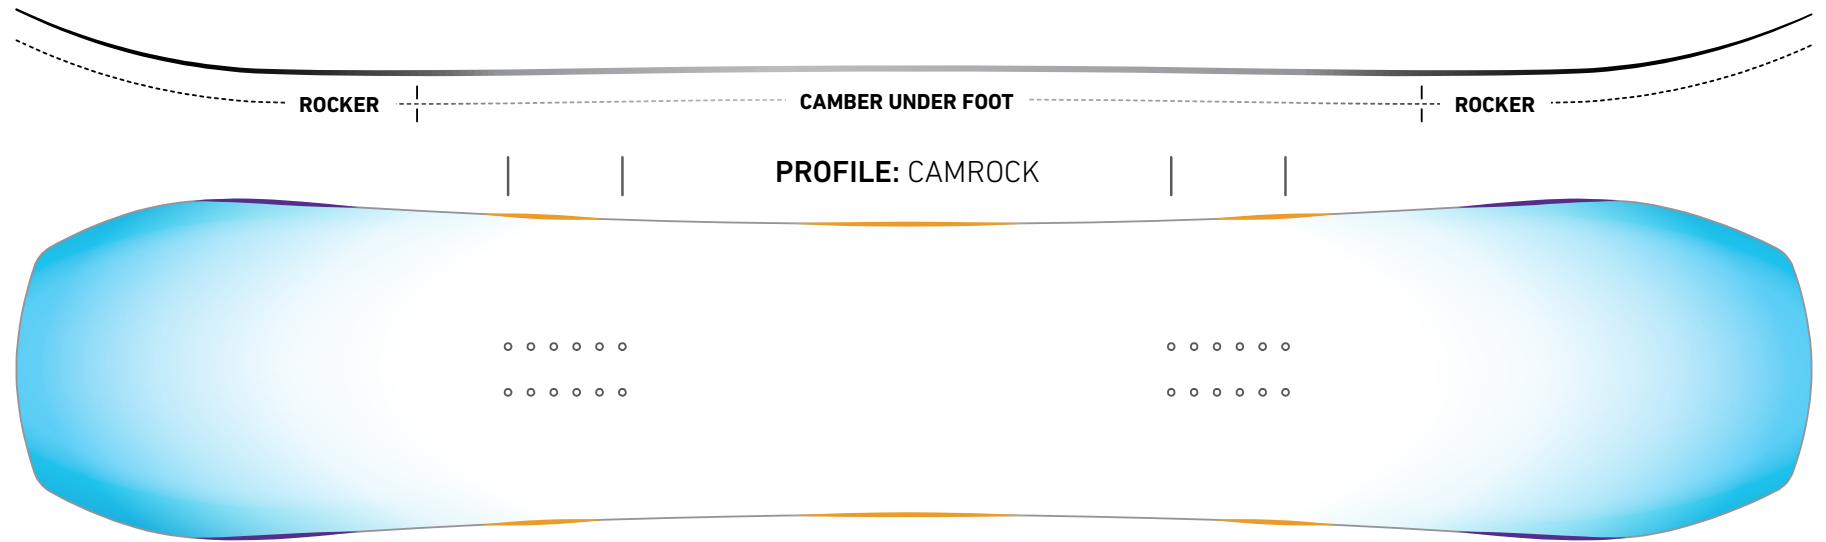 ROCKER CAMBER UNDER FOOT ROCKER
PROFILE: CAMROCK